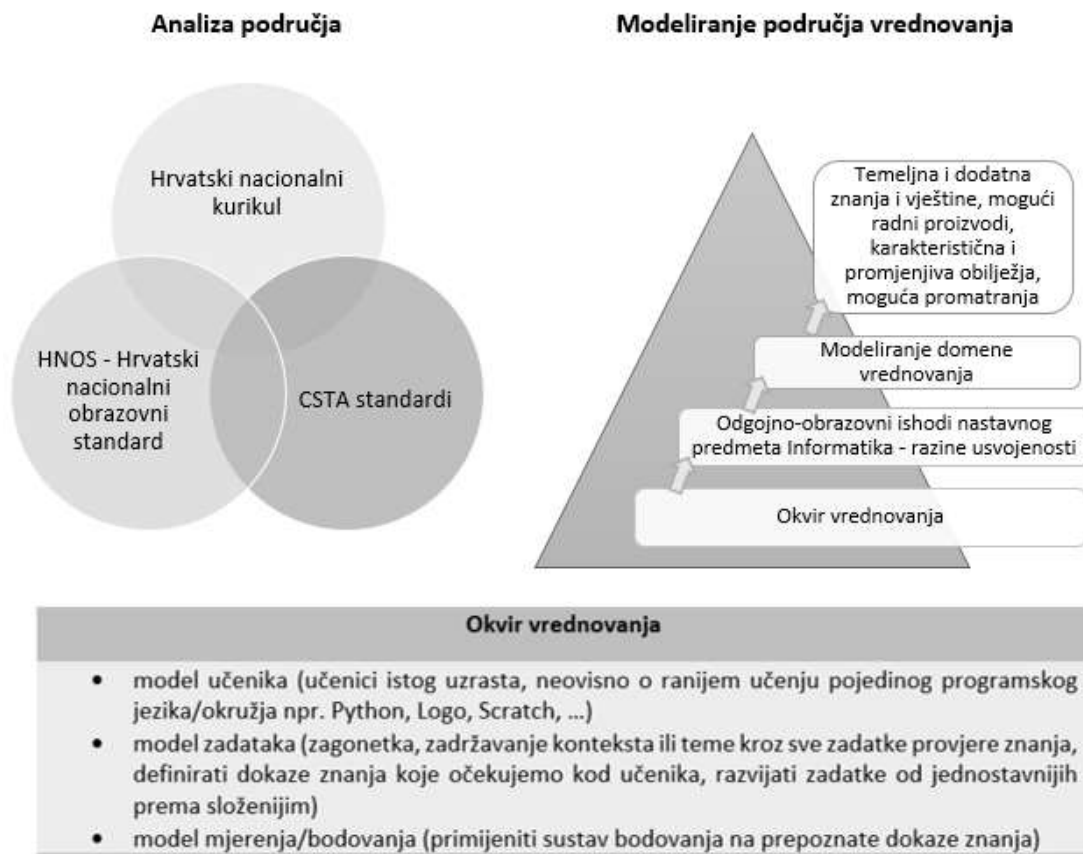 Analiza područja
Hrvatski nacionalni
kurikul
HNOS - Hrvatski
nacionalni
obrazovni
standard
CSTA standardi
Modeliranje područja vrednovanja
Temeljna i dodatna
znanja i vještine, mogući
radni proizvodi,
karakteristična i
promjenjiva obilježja,
moguća promatranja
Modeliranje domene
vrednovanja
Odgojno-obrazovni ishodi nastavnog
predmeta Informatika - razine usvojenosti
Okvir vrednovanja
Okvir vrednovanja
• model učenika (učenici istog uzrasta, neovisno o ranijem učenju pojedinog programskog
jezika/okružja npr. Python, Logo, Scratch, ...)
• model zadataka (zagonetka, zadržavanje konteksta ili teme kroz sve zadatke provjere znanja,
definirati dokaze znanja koje očekujemo kod učenika, razvijati zadatke od jednostavnijih
prema složenijim)
• model mjerenja/bodovanja (primijeniti sustav bodovanja na prepoznate dokaze znanja)